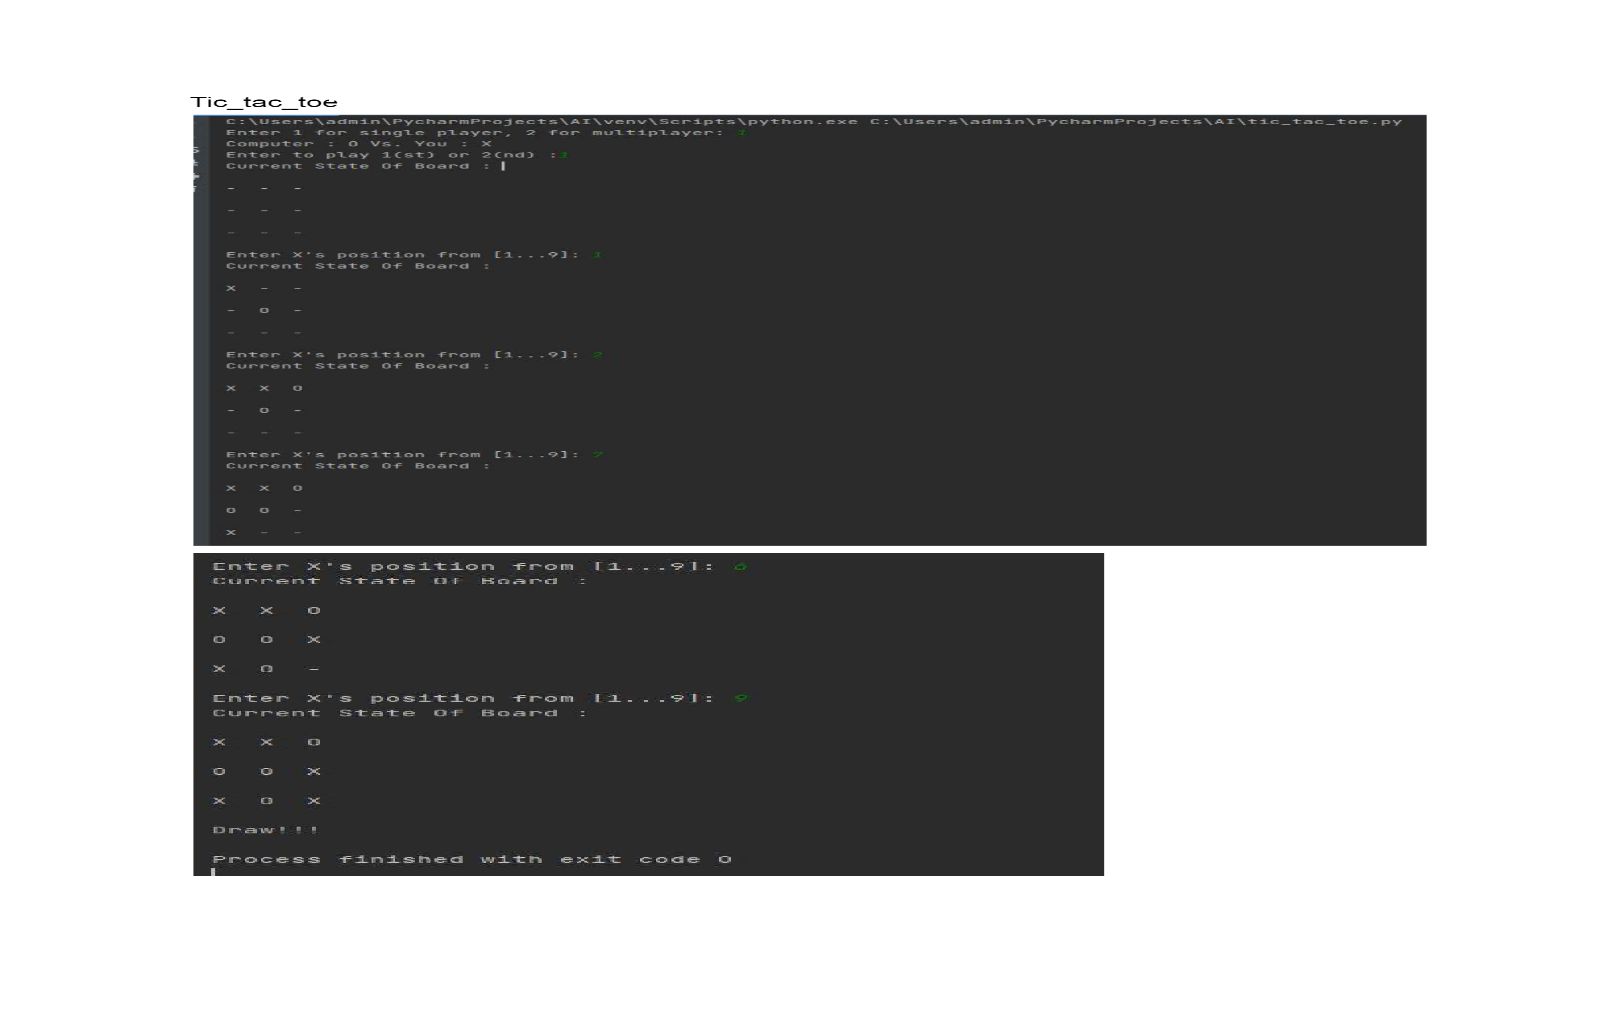 Tic_tac_toe
C:\Users\admin\PycharmProjects\AI\venv\Scripts\python.exe C:\Users\admin\PycharmProjects\AI\tic_tac_toe.py
Enter 1 for single player, 2 for multiplayer: 1
Computer : O Vs. You : X
Enter to play 1(st) or 2(nd) :1
Current State Of Board :
- - -
- - -
- - -
Enter X's position from [1...9]: 1
Current State Of Board :
X - -
- O -
- - -
Enter X's position from [1...9]: 2
Current State Of Board :
X X O
- O -
- - -
Enter X's position from [1...9]: 7
Current State Of Board :
X X O
O O -
X - -
Enter X's position from [1...9]: 6
Current State Of Board :
X X O
O O X
X O -
Enter X's position from [1...9]: 9
Current State Of Board :
X X O
O O X
X O X
Draw!!!
Process finished with exit code 0